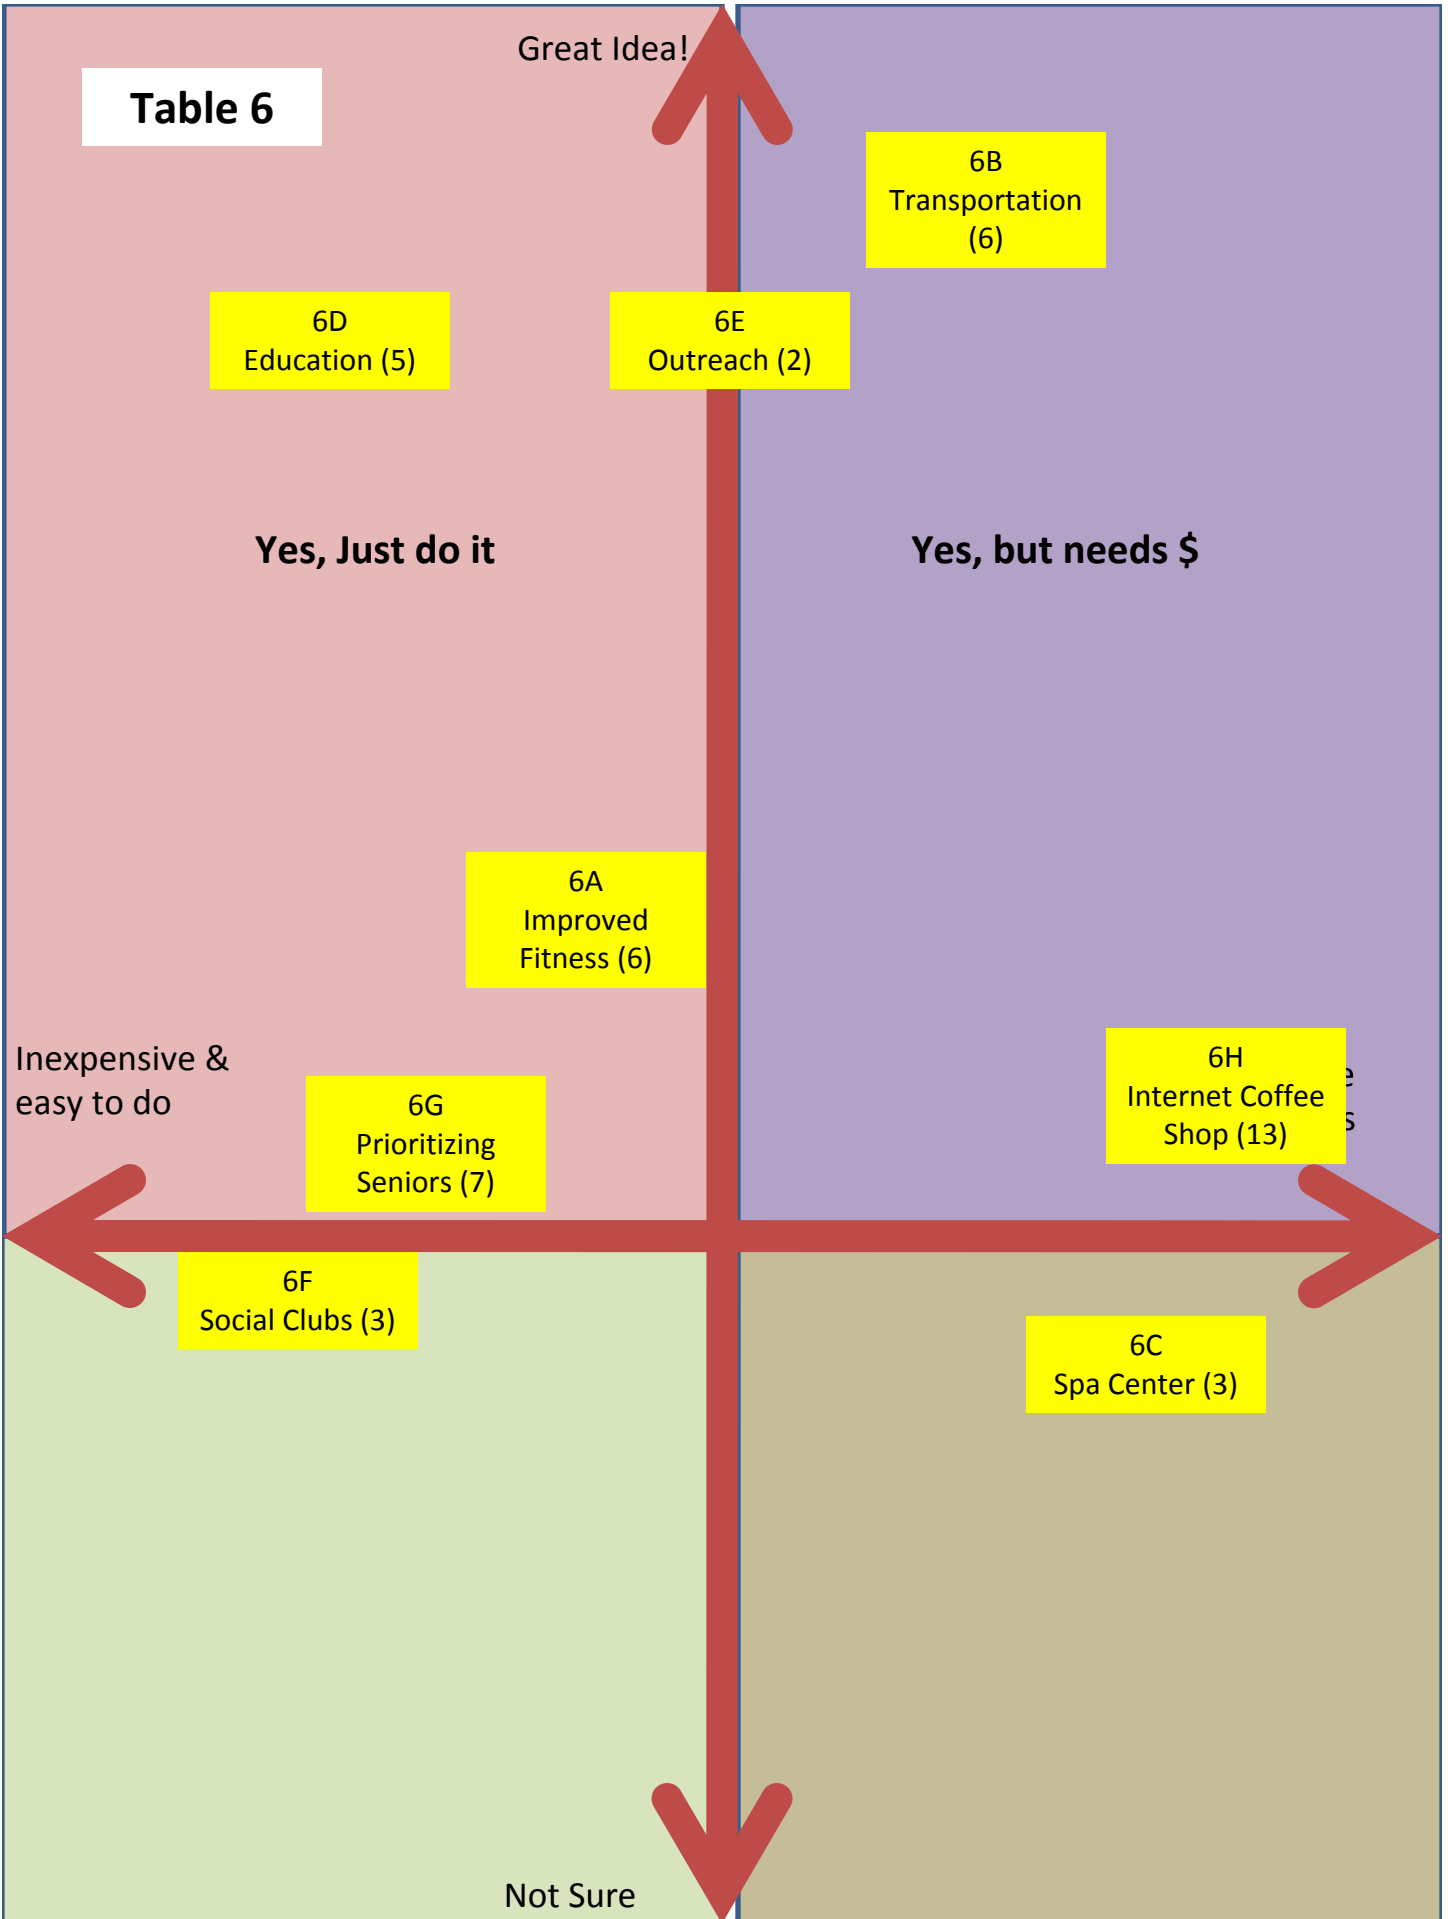 Great Idea!
Table 6
6B
Transportation
(6)
6D
Education (5)
6E
Outreach (2)
Yes, Just do it
Yes, but needs $
6A
Improved
Fitness (6)
Inexpensive &
easy to do
6H
Internet Coffee
Shop (13)
6G
Prioritizing
Seniors (7)
6F
Social Clubs (3)
6C
Spa Center (3)
Not Sure